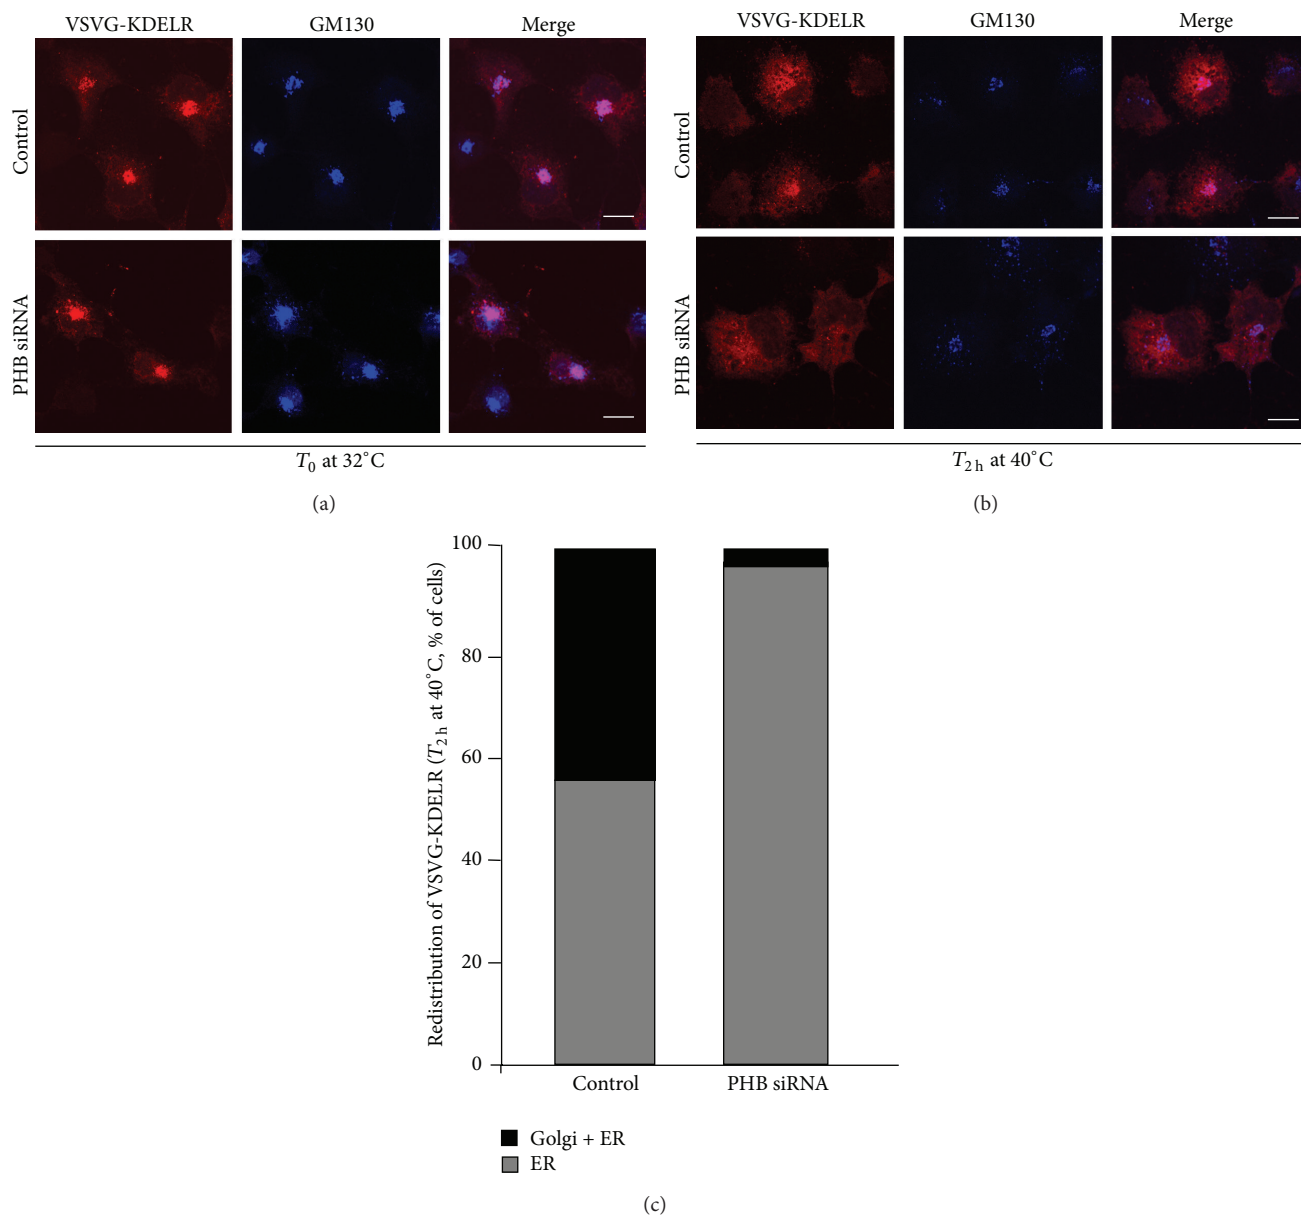 VSVG-KDELR GM130 Merge
Control
PHB siRNA
T0 at 32°C
(a)
VSVG-KDELR GM130 Merge
Control
PHB siRNA
T2 h at 40°C
(b)
Redistribution of VSVG-KDELR (T2 h at 40°C, % of cells)
100
80
60
40
20
0
Control PHB siRNA
Golgi + ER
ER
(c)